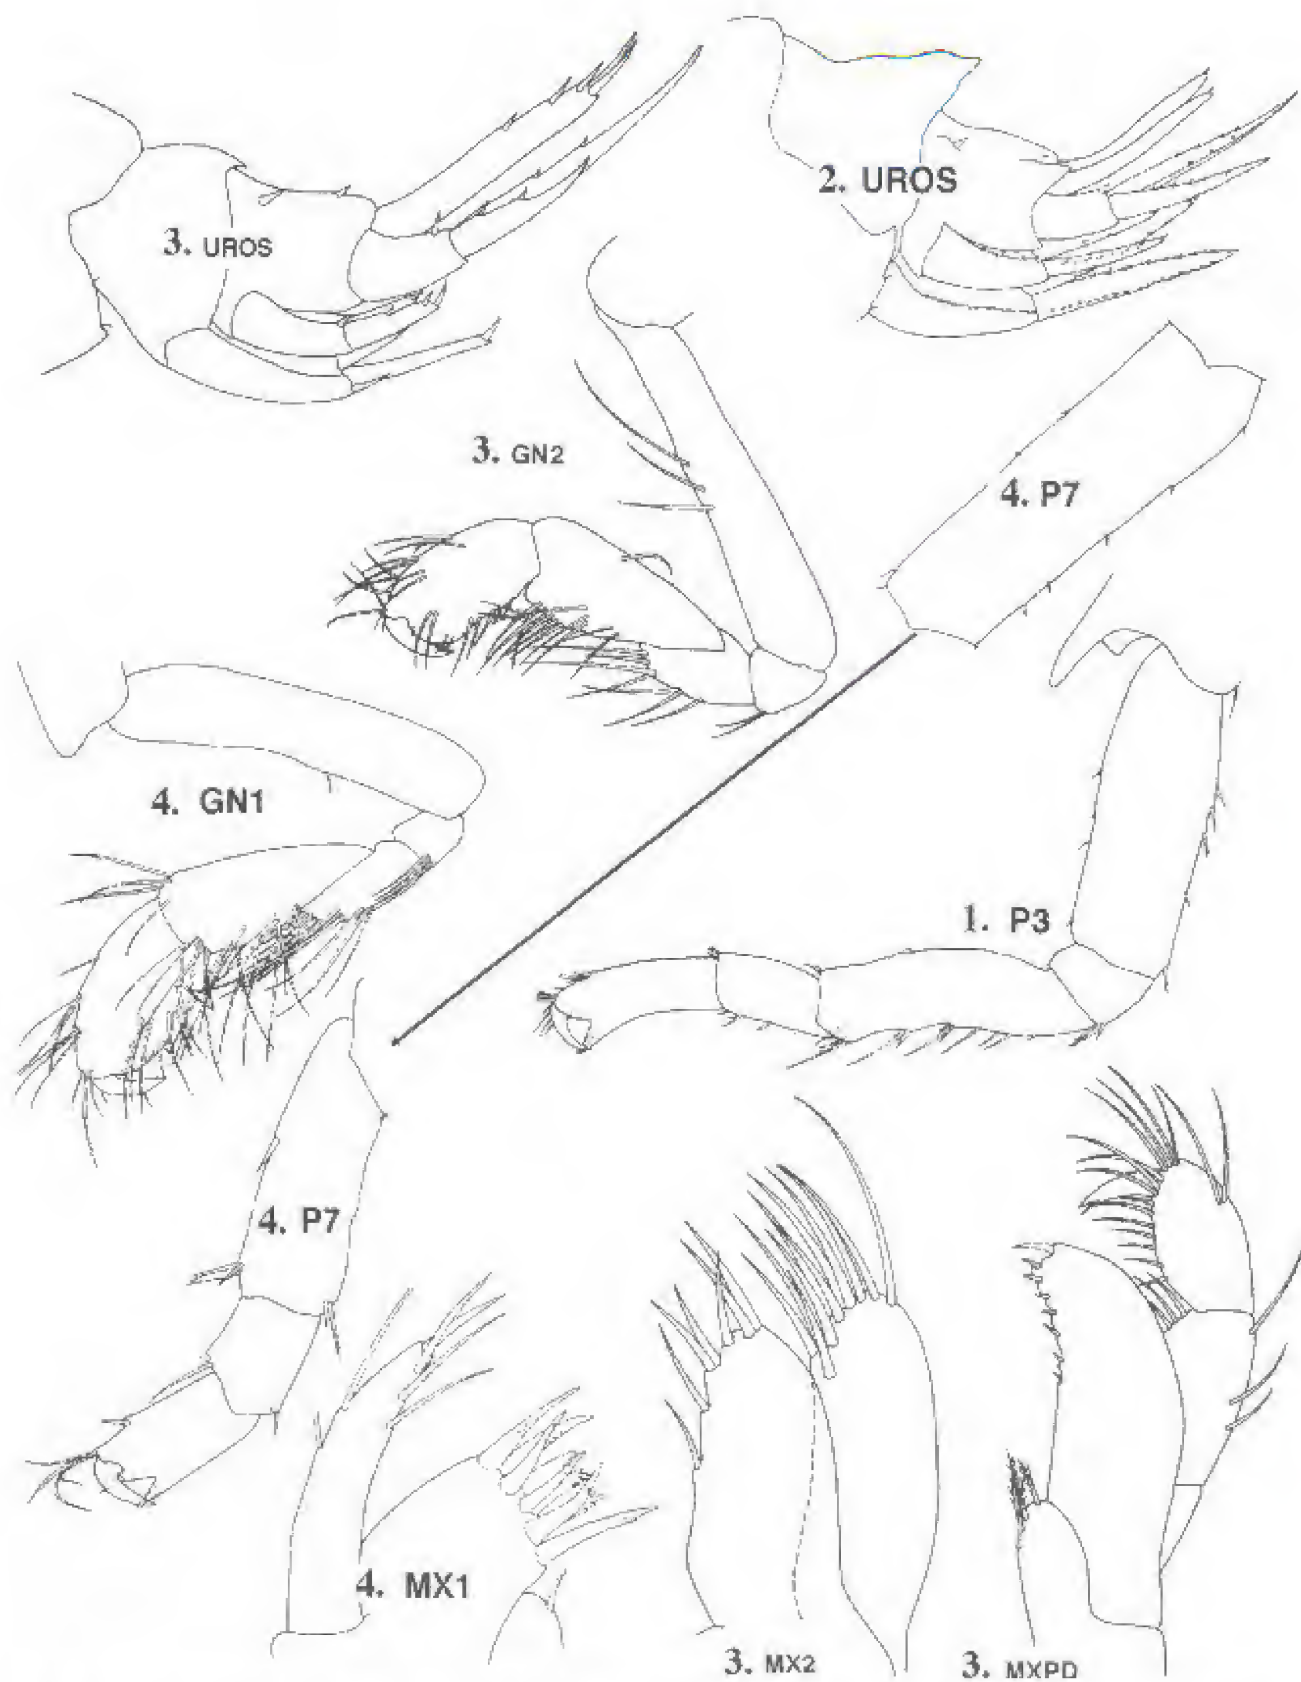 2. UROS
3. UROS
3. GN2
4. P7
4. GN1
1. P3
4. P7
4. MX1
3. MX2
3. MXPD